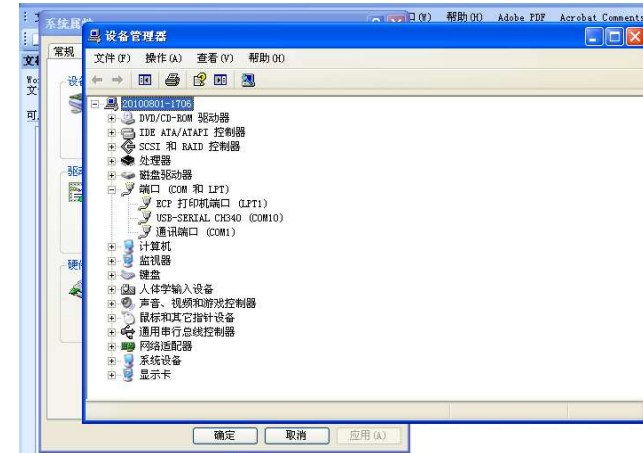 (W) 帮助(H) Adobe PDF Acrobat Comments
系统属
设备管理器
常规
文件(F) 操作(A) 查看(V) 帮助(H)
20100801-1706
DVD/CD-ROM 驱动器
IDE ATA/ATAPI 控制器
SCSI 和 RAID 控制器
处理器
磁盘驱动器
端口 (COM 和 LPT)
ECP 打印机端口 (LPT1)
USB-SERIAL CH340 (COM10)
通讯端口 (COM1)
计算机
监视器
键盘
人体学输入设备
声音、视频和游戏控制器
鼠标和其它指针设备
通用串行总线控制器
网络适配器
系统设备
显示卡
确定 取消 应用(A)